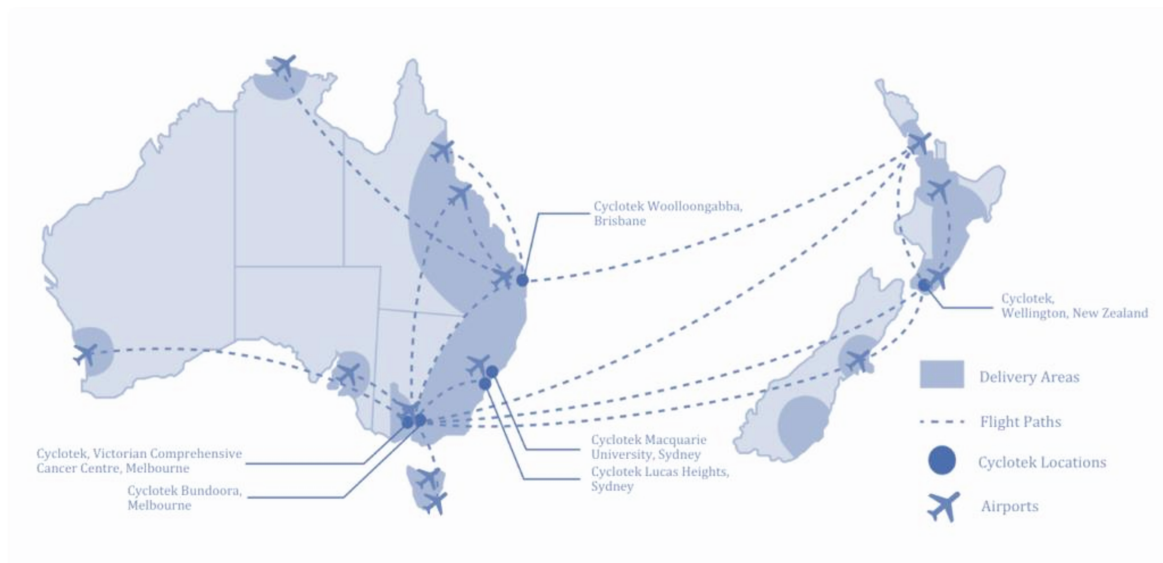 Cyclotek Woolloongabba,
Brisbane
Cyclotek,
Wellington, New Zealand
Delivery Areas
Flight Paths
Cyclotek Locations
Airports
Cyclotek Macquarie
University, Sydney
Cyclotek Lucas Heights,
Sydney
Cyclotek, Victorian Comprehensive
Cancer Centre, Melbourne
Cyclotek Bundoora,
Melbourne